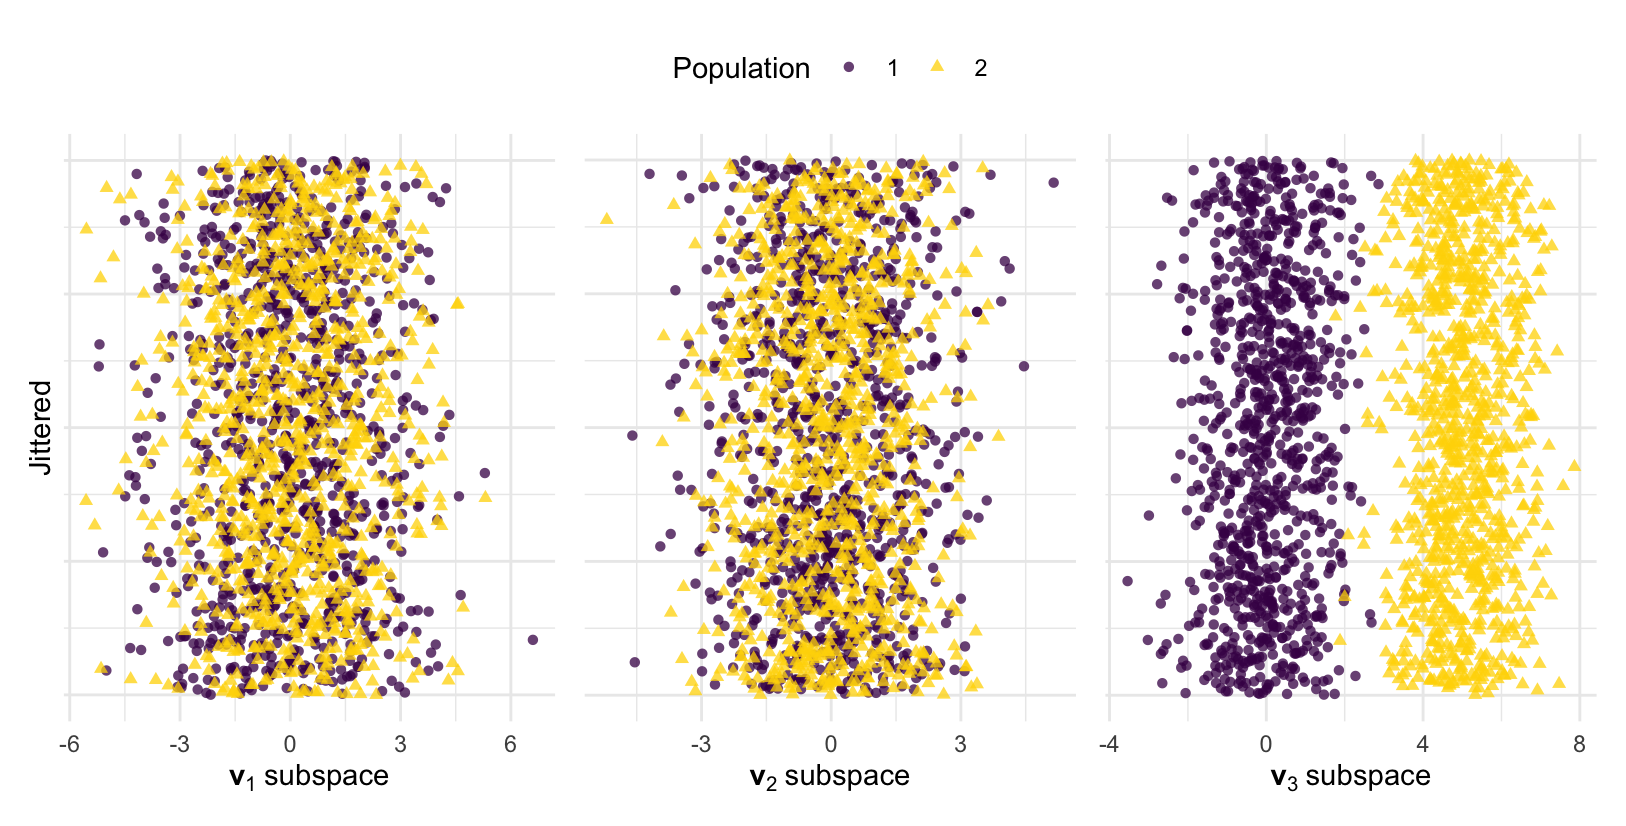 Population 1 2
Jittered
-6 -3 0 3 6
-3 0 3
-4 0 4 8
v₁ subspace
v₂ subspace
v₃ subspace